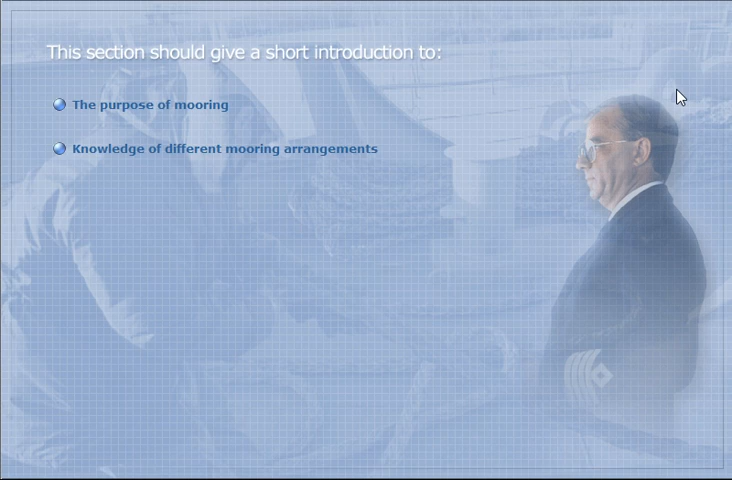 This section should give a short introduction to:
The purpose of mooring
Knowledge of different mooring arrangements